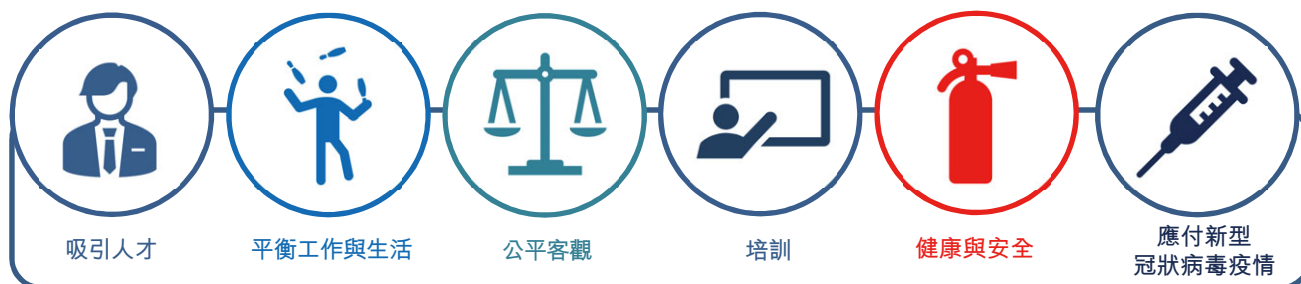 吸引人才
平衡工作與生活
公平客觀
培訓
健康與安全
應付新型
冠狀病毒疫情